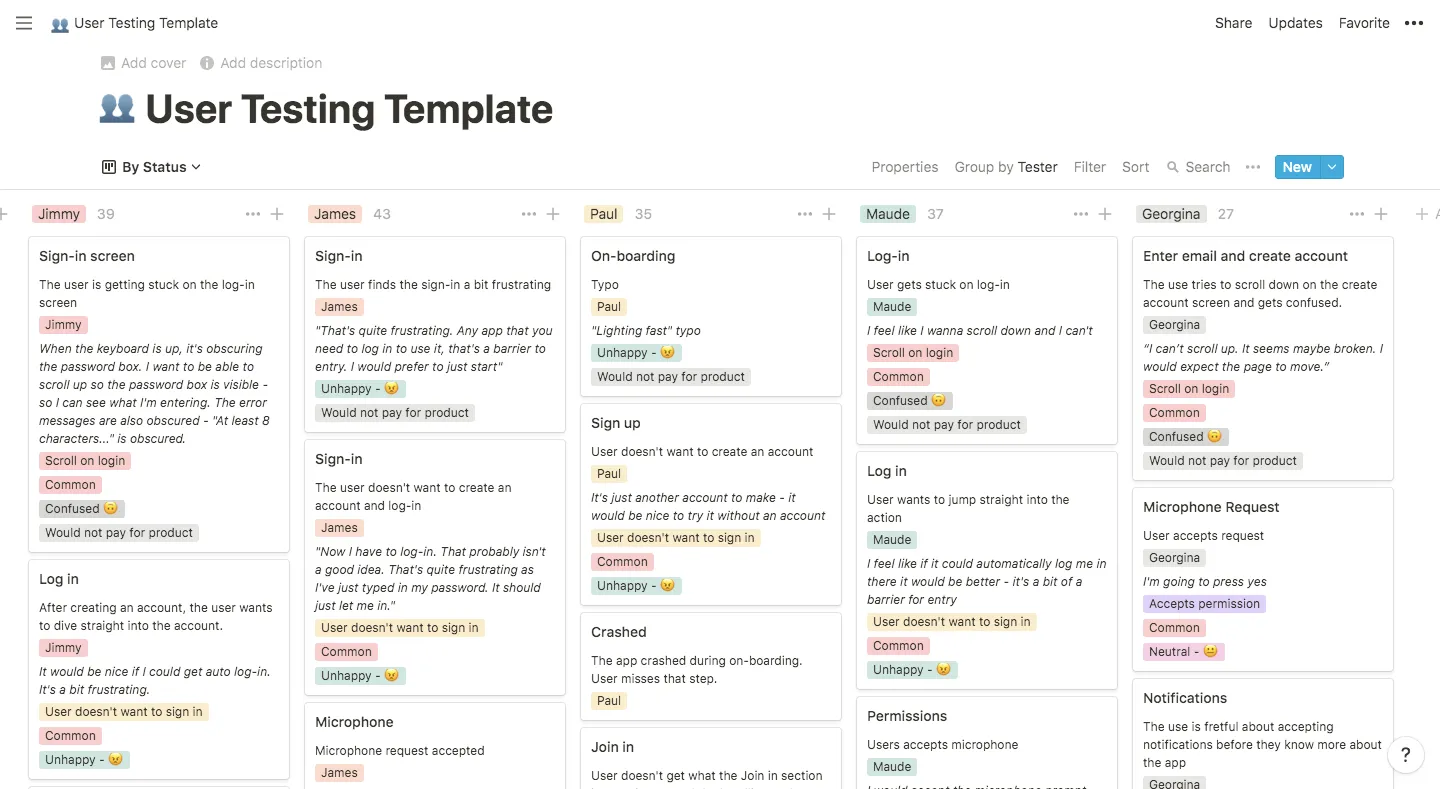 User Testing Template
Share Updates Favorite
Add cover Add description
User Testing Template
By Status
Properties Group by Tester Filter Sort Search New
Jimmy 39
Sign-in screen
The user is getting stuck on the log-in
screen
Jimmy
When the keyboard is up, it's obscuring
the password box. I want to be able to
scroll up so the password box is visible -
so I can see what I'm entering. The error
messages are also obscured - "At least 8
characters..." is obscured.
Scroll on login
Common
Confused 🙃
Would not pay for product
Log in
After creating an account, the user wants
to dive straight into the account.
Jimmy
It would be nice if I could get auto log-in.
It's a bit frustrating.
User doesn't want to sign in
Common
Unhappy - 😠
James 43
Sign-in
The user finds the sign-in a bit frustrating
James
"That's quite frustrating. Any app that you
need to log in to use it, that's a barrier to
entry. I would prefer to just start"
Unhappy - 😠
Would not pay for product
Sign-in
The user doesn't want to create an
account and log-in
James
"Now I have to log-in. That probably isn't
a good idea. That's quite frustrating as
I've just typed in my password. It should
just let me in."
User doesn't want to sign in
Common
Unhappy - 😠
Microphone
Microphone request accepted
James
Paul 35
On-boarding
Typo
Paul
"Lighting fast" typo
Unhappy - 😠
Would not pay for product
Sign up
User doesn't want to create an account
Paul
It's just another account to make - it
would be nice to try it without an account
User doesn't want to sign in
Common
Unhappy - 😠
Crashed
The app crashed during on-boarding.
User misses that step.
Paul
Join in
User doesn't get what the Join in section
Maude 37
Log-in
User gets stuck on log-in
Maude
I feel like I wanna scroll down and I can't
Scroll on login
Common
Confused 🙃
Would not pay for product
Log in
User wants to jump straight into the
action
Maude
I feel like if it could automatically log me in
there it would be better - it's a bit of a
barrier for entry
User doesn't want to sign in
Common
Unhappy - 😠
Permissions
Users accepts microphone
Maude
I would accept the microphone prompt
Georgina 27
Enter email and create account
The use tries to scroll down on the create
account screen and gets confused.
Georgina
“I can’t scroll up. It seems maybe broken. I
would expect the page to move.”
Scroll on login
Common
Confused 🙃
Would not pay for product
Microphone Request
User accepts request
Georgina
I'm going to press yes
Accepts permission
Common
Neutral - 😐
Notifications
The use is fretful about accepting
notifications before they know more about
the app
Georgina
?